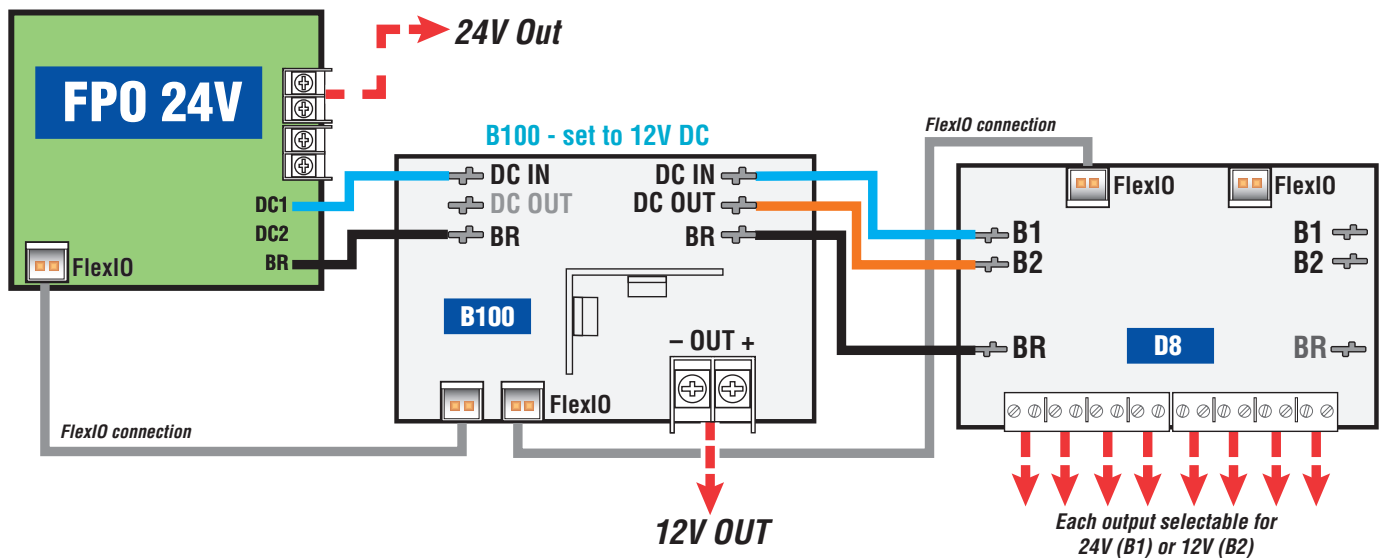 24V Out
FPO 24V
DC1
DC2
BR
FlexIO
FlexIO connection
B100 - set to 12V DC
DC IN
DC OUT
BR
DC IN
DC OUT
BR
B100
– OUT +
FlexIO
12V OUT
FlexIO connection
FlexIO
FlexIO
B1
B2
BR
B1
B2
BR
D8
Each output selectable for
24V (B1) or 12V (B2)